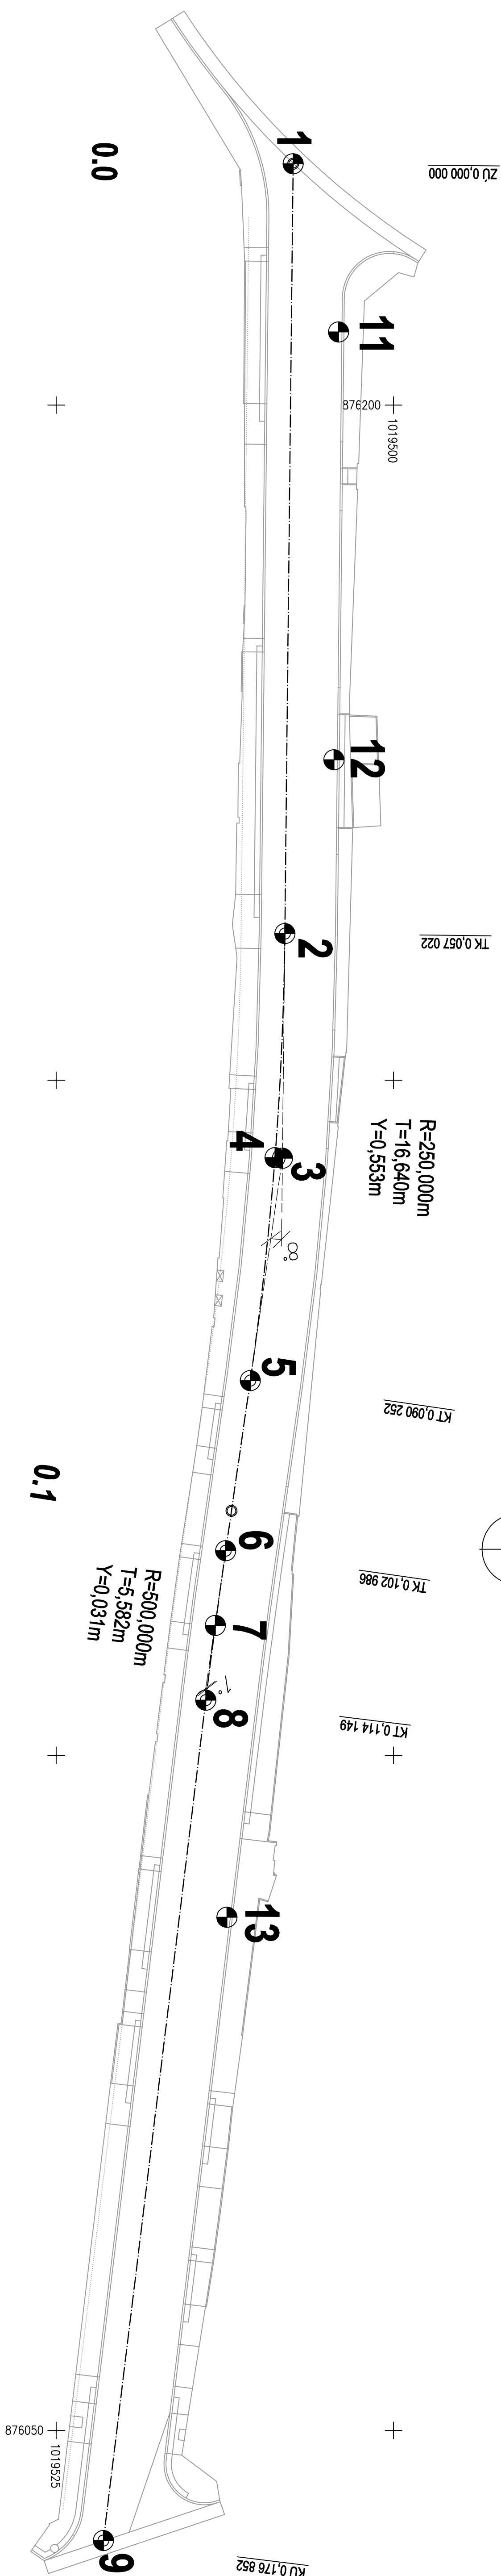 0.0
1
ZÚ 0,000 000
11
876200
1019500
12
2
TK 0,057 022
R=250,000m
T=16,640m
Y=0,553m
4
3
8°
5
KT 0,090 252
0.1
6
TK 0,102 986
R=500,000m
T=5,582m
Y=0,031m
7
1°
8
KT 0,114 149
13
876050
1019525
9
KÚ 0,176 852